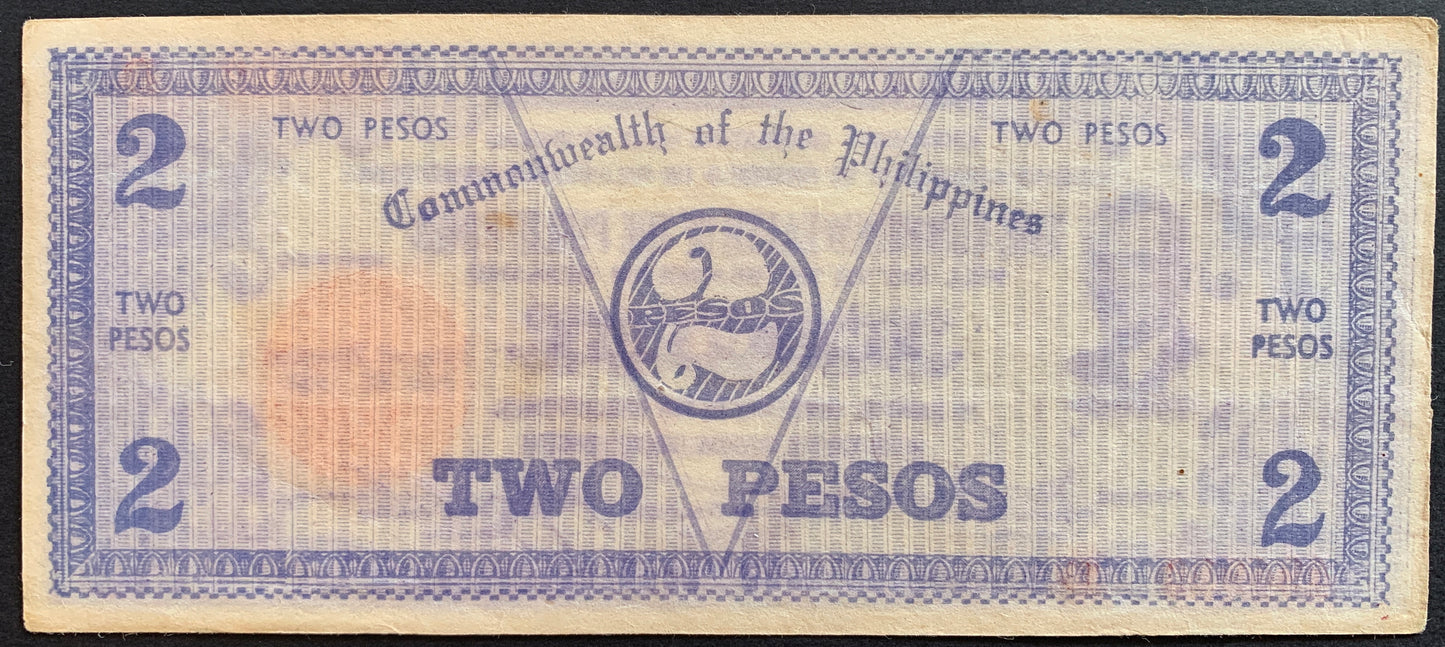 2 TWO PESOS TWO PESOS 2
Commonwealth of the Philippines
TWO PESOS
PESOS
TWO PESOS
2 TWO PESOS 2